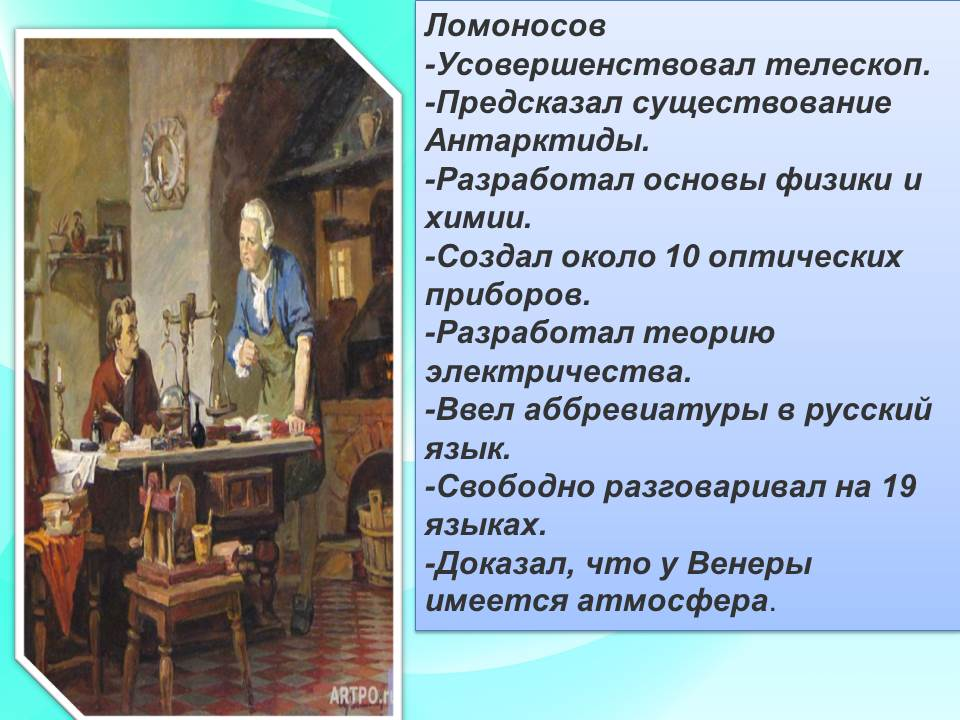 Ломоносов
-Усовершенствовал телескоп.
-Предсказал существование
Антарктиды.
-Разработал основы физики и
химии.
-Создал около 10 оптических
приборов.
-Разработал теорию
электричества.
-Ввел аббревиатуры в русский
язык.
-Свободно разговаривал на 19
языках.
-Доказал, что у Венеры
имеется атмосфера.
ARTPO.r